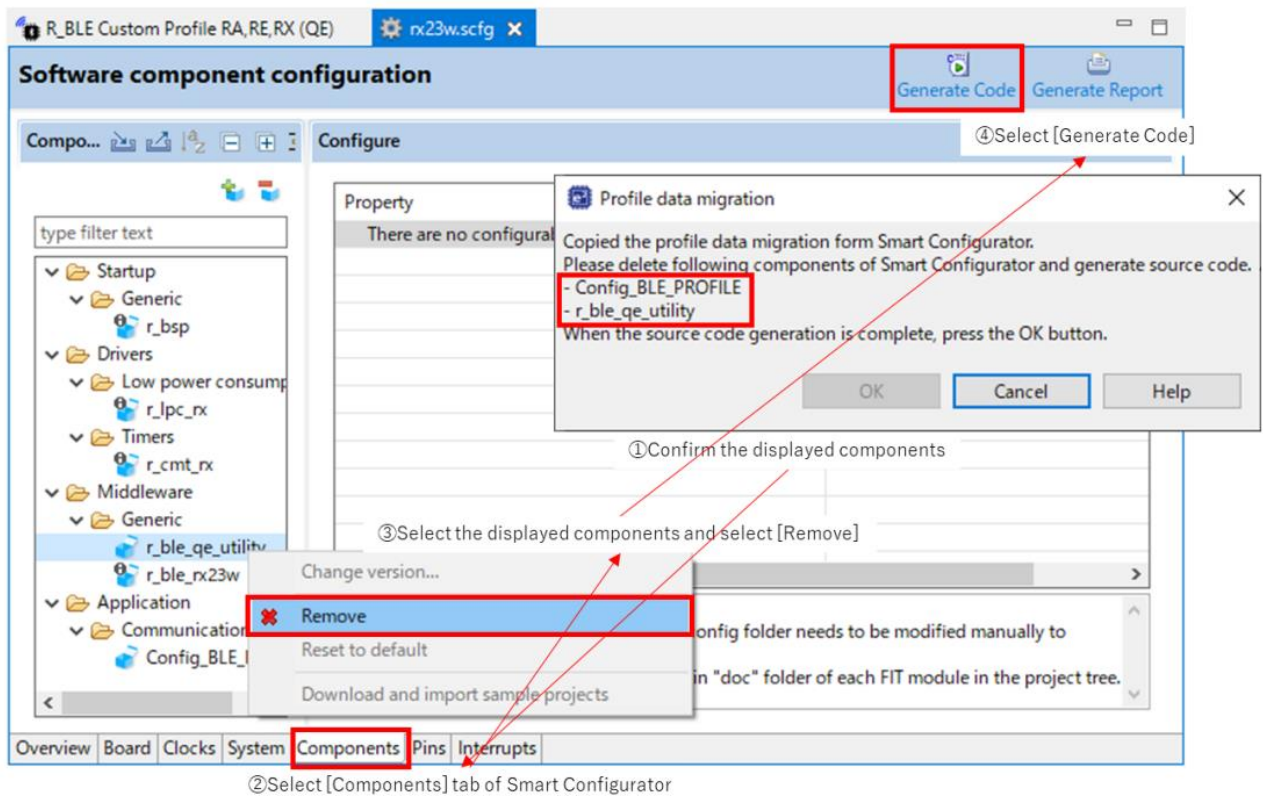 R_BLE Custom Profile RA,RE,RX (QE)
rx23w.scfg
Software component configuration
Generate Code
Generate Report
Compo...
Configure
④Select [Generate Code]
type filter text
Property
There are no configural
Profile data migration
Copied the profile data migration form Smart Configurator.
Please delete following components of Smart Configurator and generate source code.
- Config_BLE_PROFILE
- r_ble_qe_utility
When the source code generation is complete, press the OK button.
OK
Cancel
Help
Startup
Generic
r_bsp
Drivers
Low power consump
r_lpc_rx
Timers
r_cmt_rx
Middleware
Generic
r_ble_qe_utility
r_ble_rx23w
Application
Communication
Config_BLE_
①Confirm the displayed components
③Select the displayed components and select [Remove]
Change version...
Remove
Reset to default
Download and import sample projects
onfig folder needs to be modified manually to
in "doc" folder of each FIT module in the project tree.
Overview
Board
Clocks
System
Components
Pins
Interrupts
②Select [Components] tab of Smart Configurator